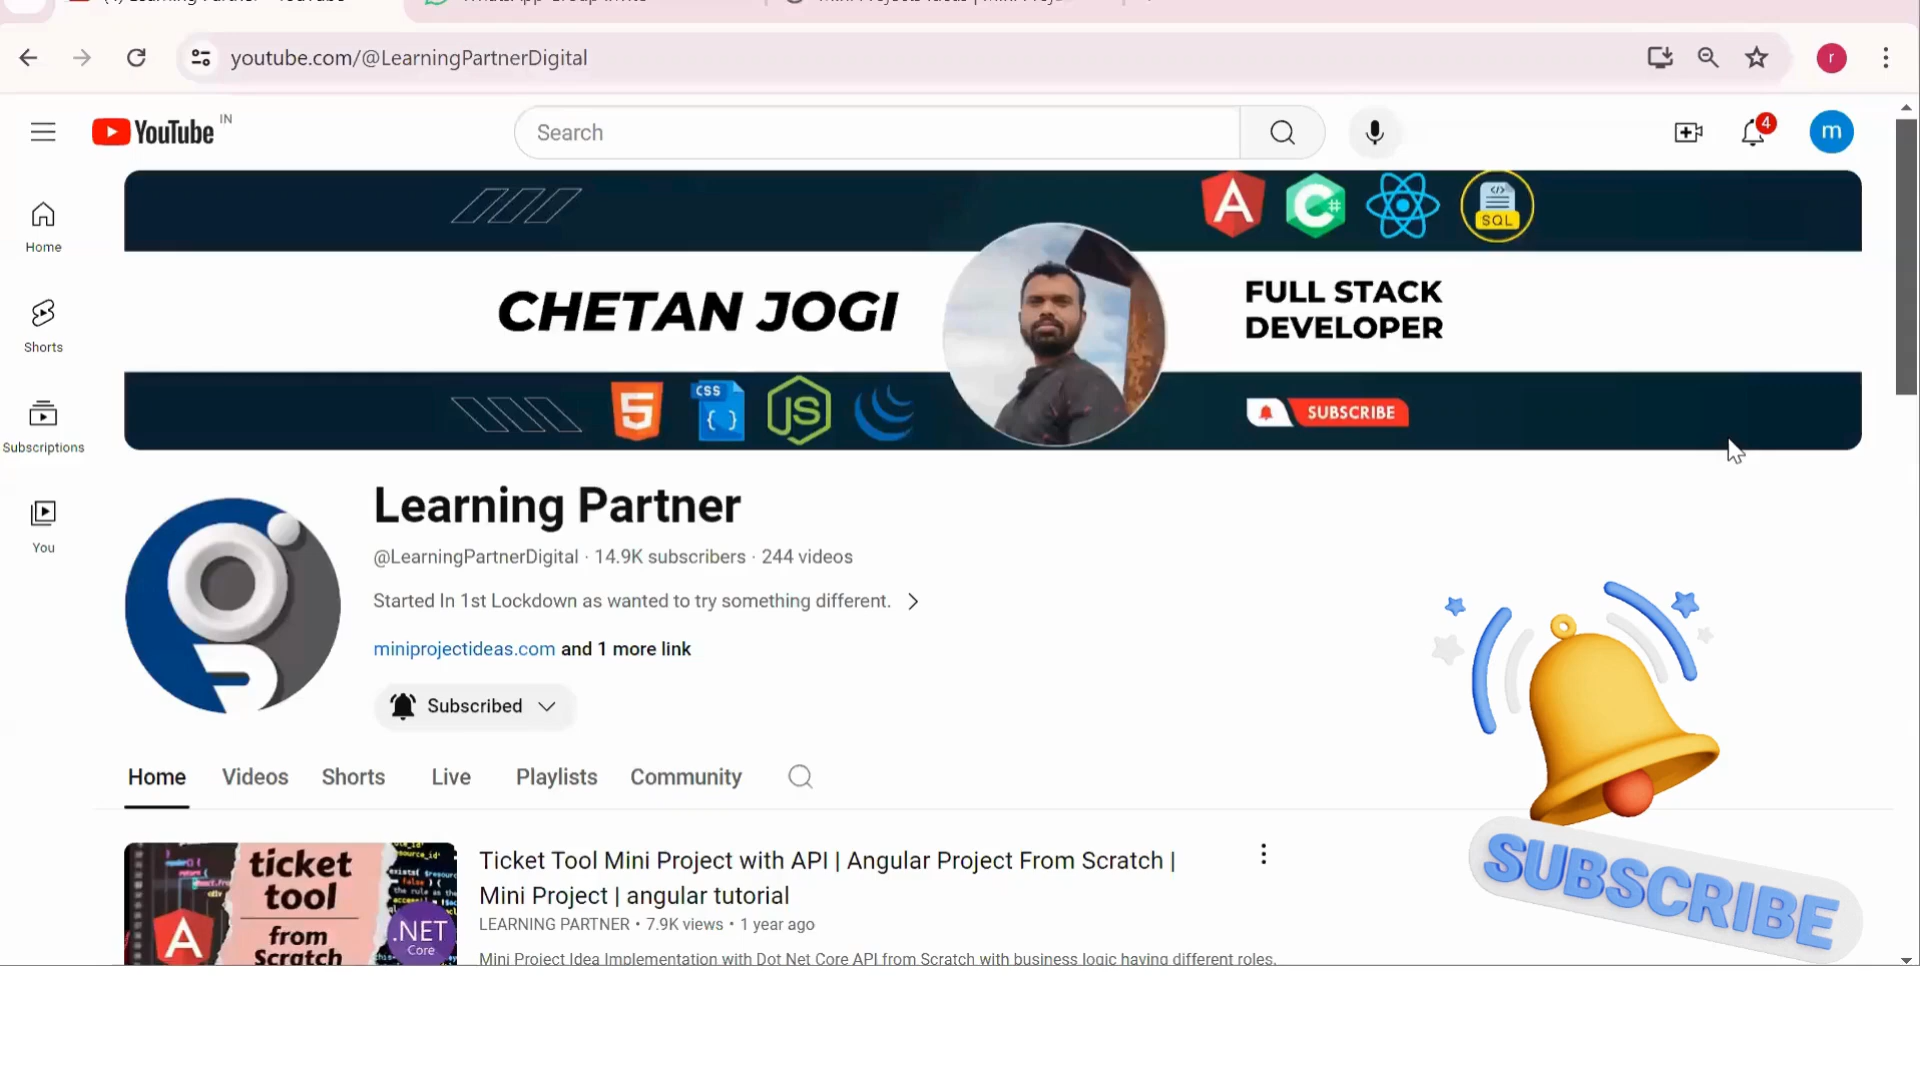 youtube.com/@LearningPartnerDigital
r
YouTube IN
Search
4
m
Home
Shorts
Subscriptions
You
CHETAN JOGI
FULL STACK
DEVELOPER
SQL
CSS
SUBSCRIBE
Learning Partner
@LearningPartnerDigital · 14.9K subscribers · 244 videos
Started In 1st Lockdown as wanted to try something different.
miniprojectideas.com and 1 more link
Subscribed
Home Videos Shorts Live Playlists Community
ticket
tool
from
Scratch
.NET
Core
Ticket Tool Mini Project with API | Angular Project From Scratch |
Mini Project | angular tutorial
LEARNING PARTNER • 7.9K views • 1 year ago
Mini Project Idea Implementation with Dot Net Core API from Scratch with business logic having different roles.
SUBSCRIBE